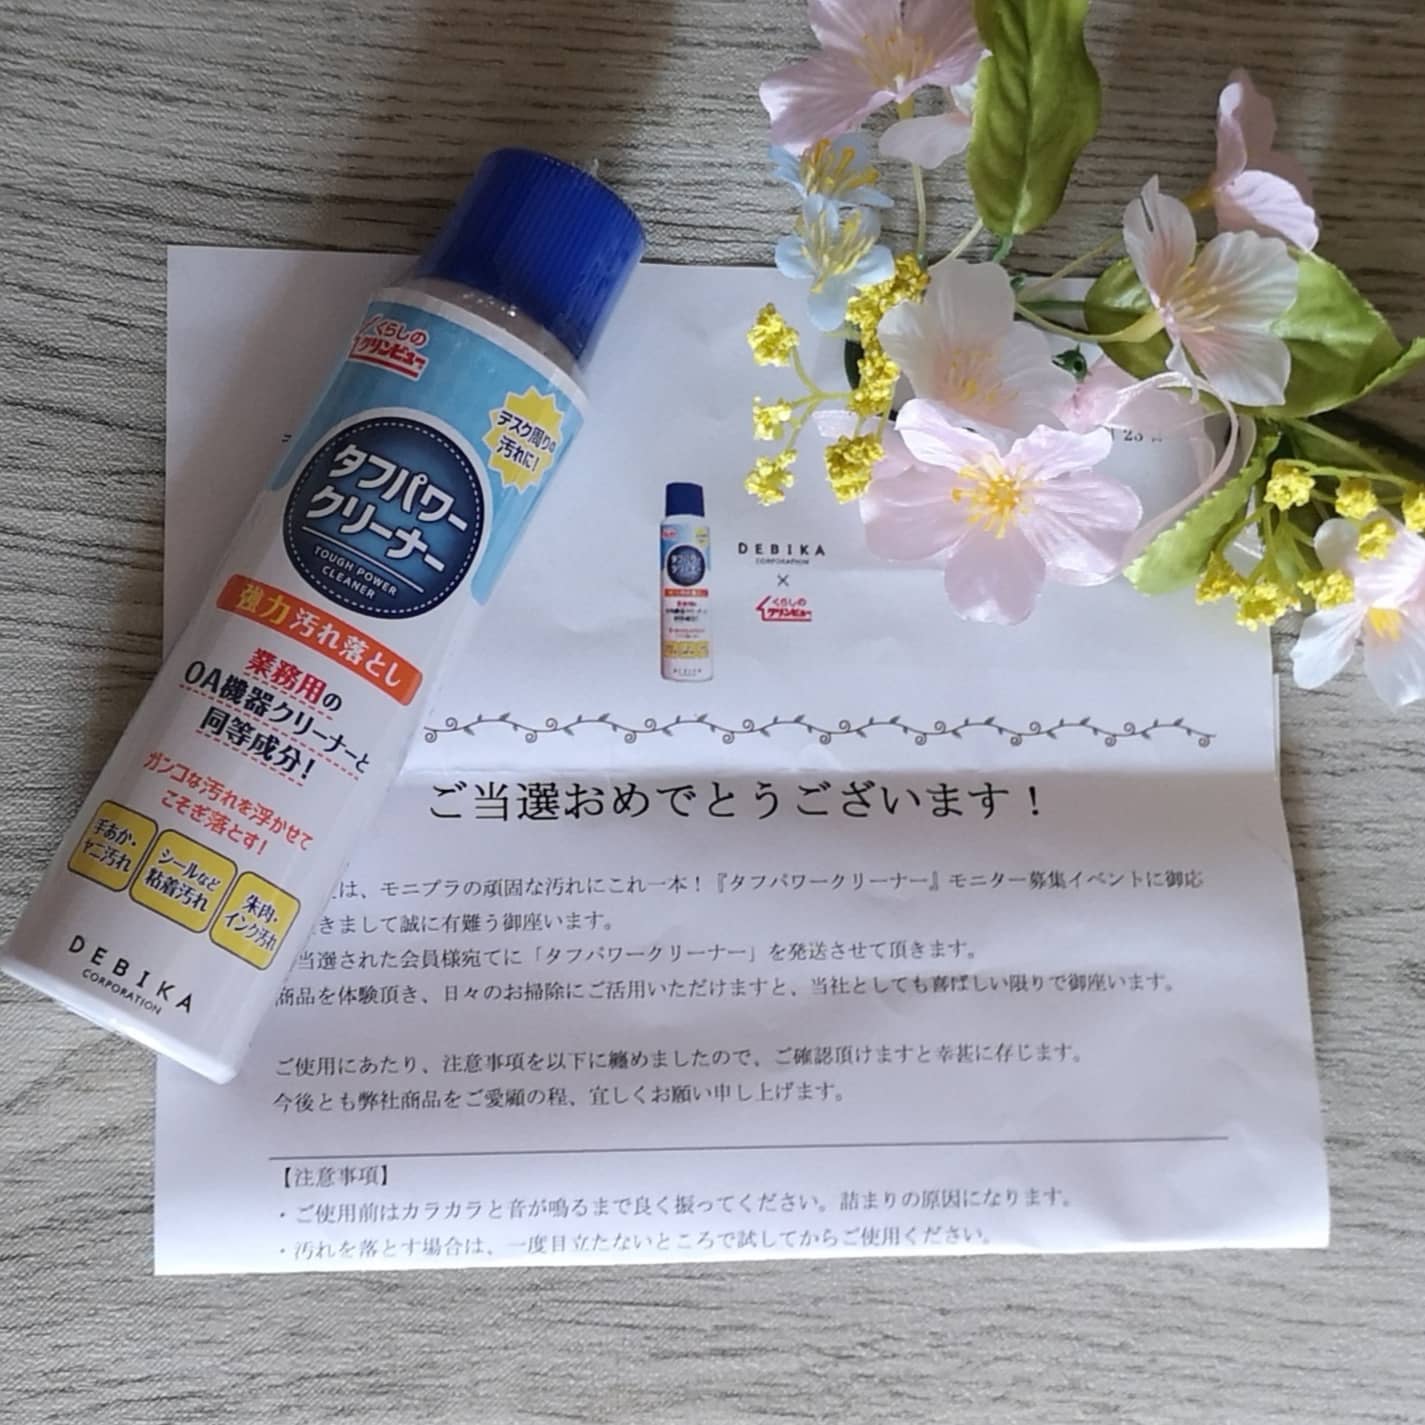 くらしの
クリンビュー
デスク周りの
汚れに!
タフパワー
クリーナー
TOUGH POWER
CLEANER
強力汚れ落とし
業務用の
OA機器クリーナーと
同等成分!
ガンコな汚れを浮かせて
こそぎ落とす!
手あか・
ヤニ汚れ
シールなど
粘着汚れ
朱肉・
インク汚れ
DEBIKA
CORPORATION
23
DEBIKA
CORPORATION
×
くらしの
クリンビュー
ご当選おめでとうございます！
は、モニプラの頑固な汚れにこれ一本！『タフパワークリーナー』モニター募集イベントに御応
きまして誠に有難う御座います。
当選された会員様宛てに「タフパワークリーナー」を発送させて頂きます。
商品を体験頂き、日々のお掃除にご活用いただけますと、当社としても喜ばしい限りで御座います。
ご使用にあたり、注意事項を以下に纏めましたので、ご確認頂けますと幸甚に存じます。
今後とも弊社商品をご愛顧の程、宜しくお願い申し上げます。
【注意事項】
・ご使用前はカラカラと音が鳴るまで良く振ってください。詰まりの原因になります。
・汚れを落とす場合は、一度目立たないところで試してからご使用ください。